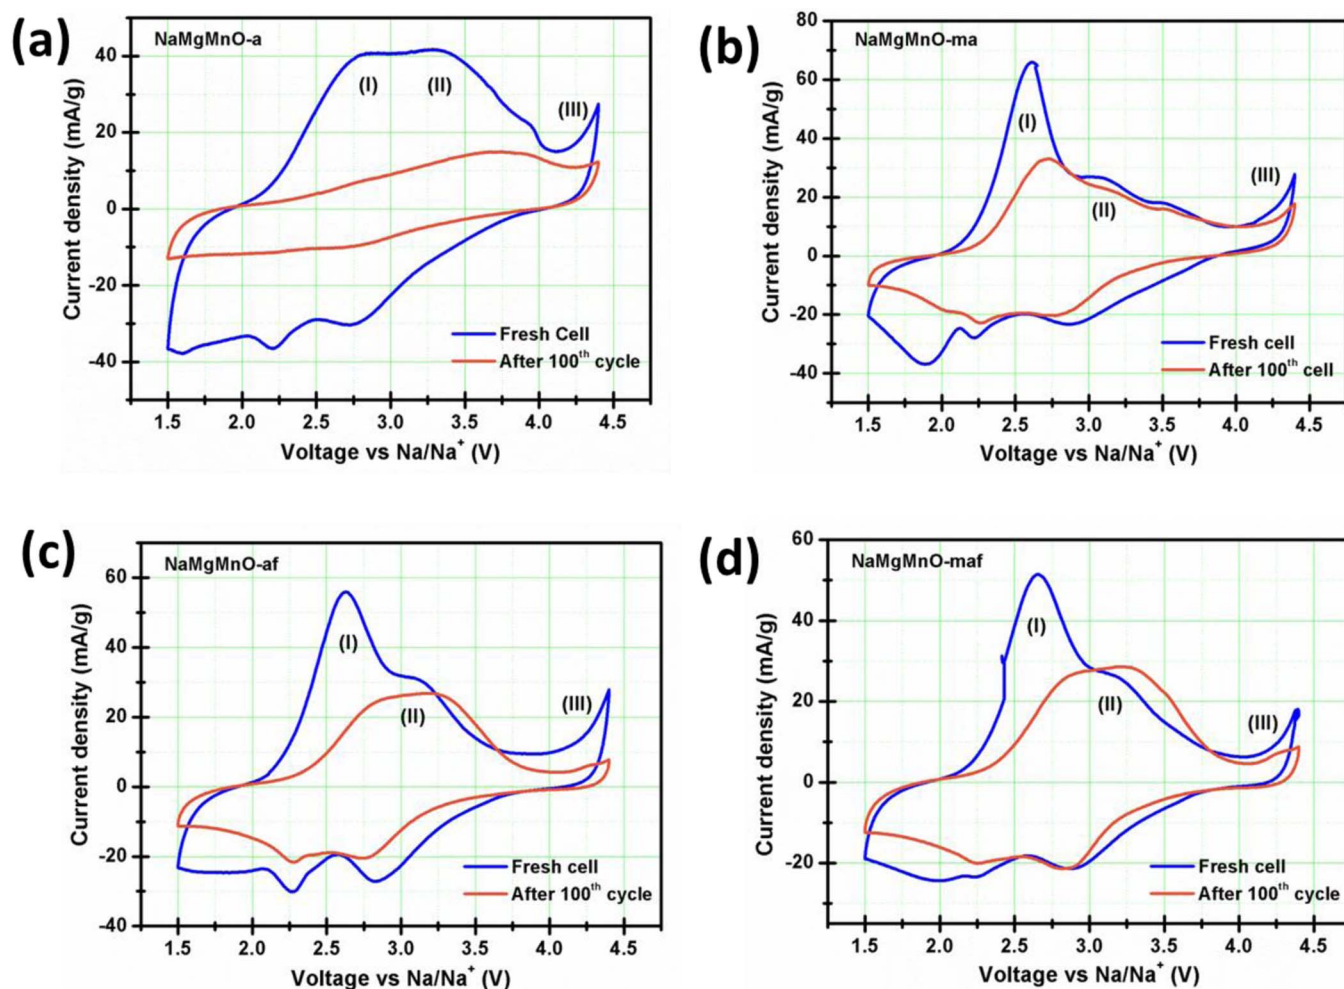 (a)
NaMgMnO-a
(I)
(II)
(III)
40
20
0
-20
-40
Current density (mA/g)
Fresh Cell
After 100th cycle
1.5 2.0 2.5 3.0 3.5 4.0 4.5
Voltage vs Na/Na+ (V)
(b)
NaMgMnO-ma
(I)
(II)
(III)
80
60
40
20
0
-20
-40
Current density (mA/g)
Fresh cell
After 100th cell
1.5 2.0 2.5 3.0 3.5 4.0 4.5
Voltage vs Na/Na+ (V)
(c)
NaMgMnO-af
(I)
(II)
(III)
60
40
20
0
-20
-40
Current density (mA/g)
Fresh cell
After 100th cycle
1.5 2.0 2.5 3.0 3.5 4.0 4.5
Voltage vs Na/Na+ (V)
(d)
NaMgMnO-maf
(I)
(II)
(III)
60
40
20
0
-20
Current density (mA/g)
Fresh cell
After 100th cycle
1.5 2.0 2.5 3.0 3.5 4.0 4.5
Voltage vs Na/Na+ (V)